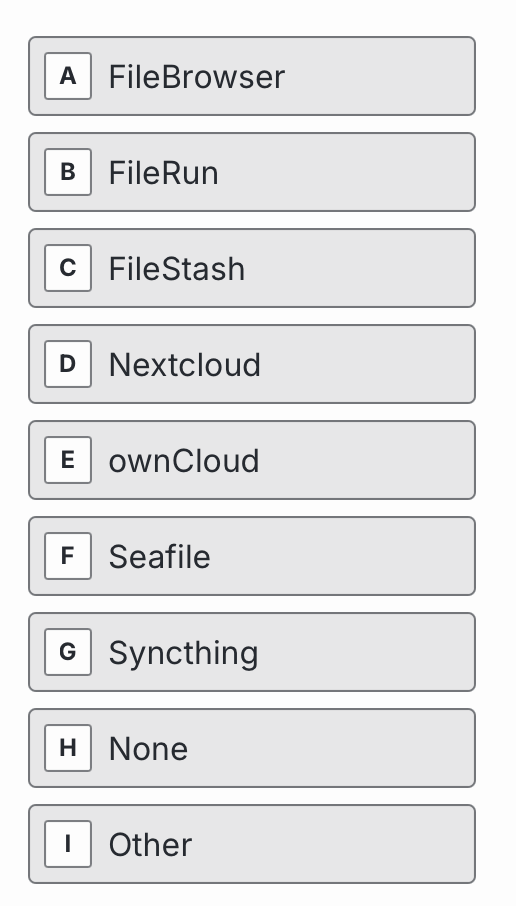 A FileBrowser
B FileRun
C FileStash
D Nextcloud
E ownCloud
F Seafile
G Syncthing
H None
I Other